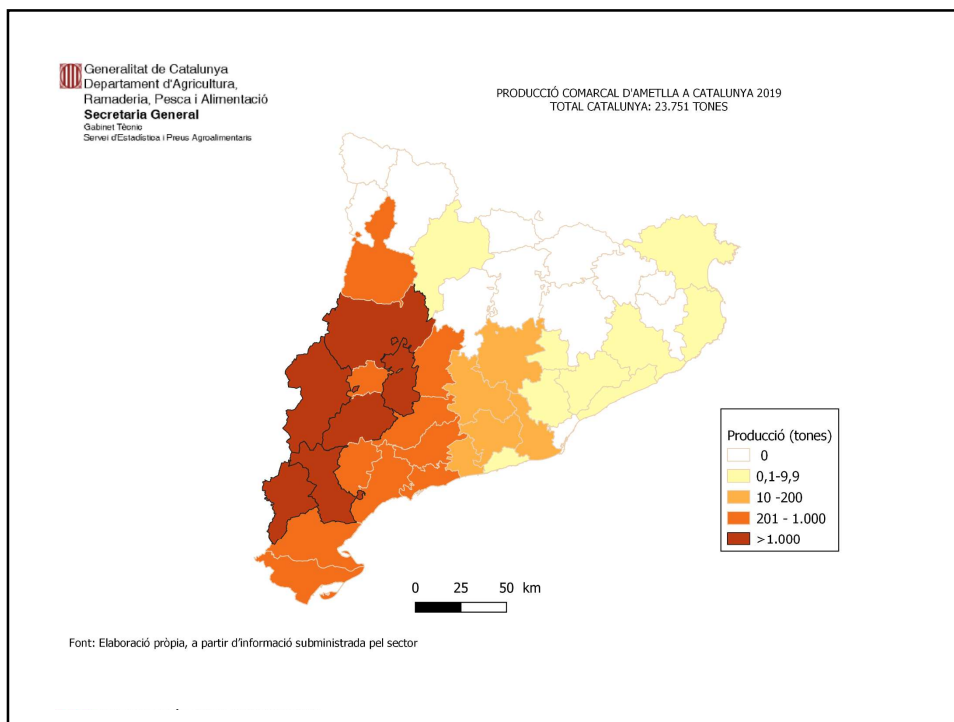 Generalitat de Catalunya
Departament d'Agricultura,
Ramaderia, Pesca i Alimentació
Secretaria General
Gabinet Tècnic
Servei d'Estadística i Preus Agroalimentaris
PRODUCCIÓ COMARCAL D'AMETLLA A CATALUNYA 2019
TOTAL CATALUNYA: 23.751 TONES
Producció (tones)
0
0,1-9,9
10 -200
201 - 1.000
>1.000
0 25 50 km
Font: Elaboració pròpia, a partir d'informació subministrada pel sector